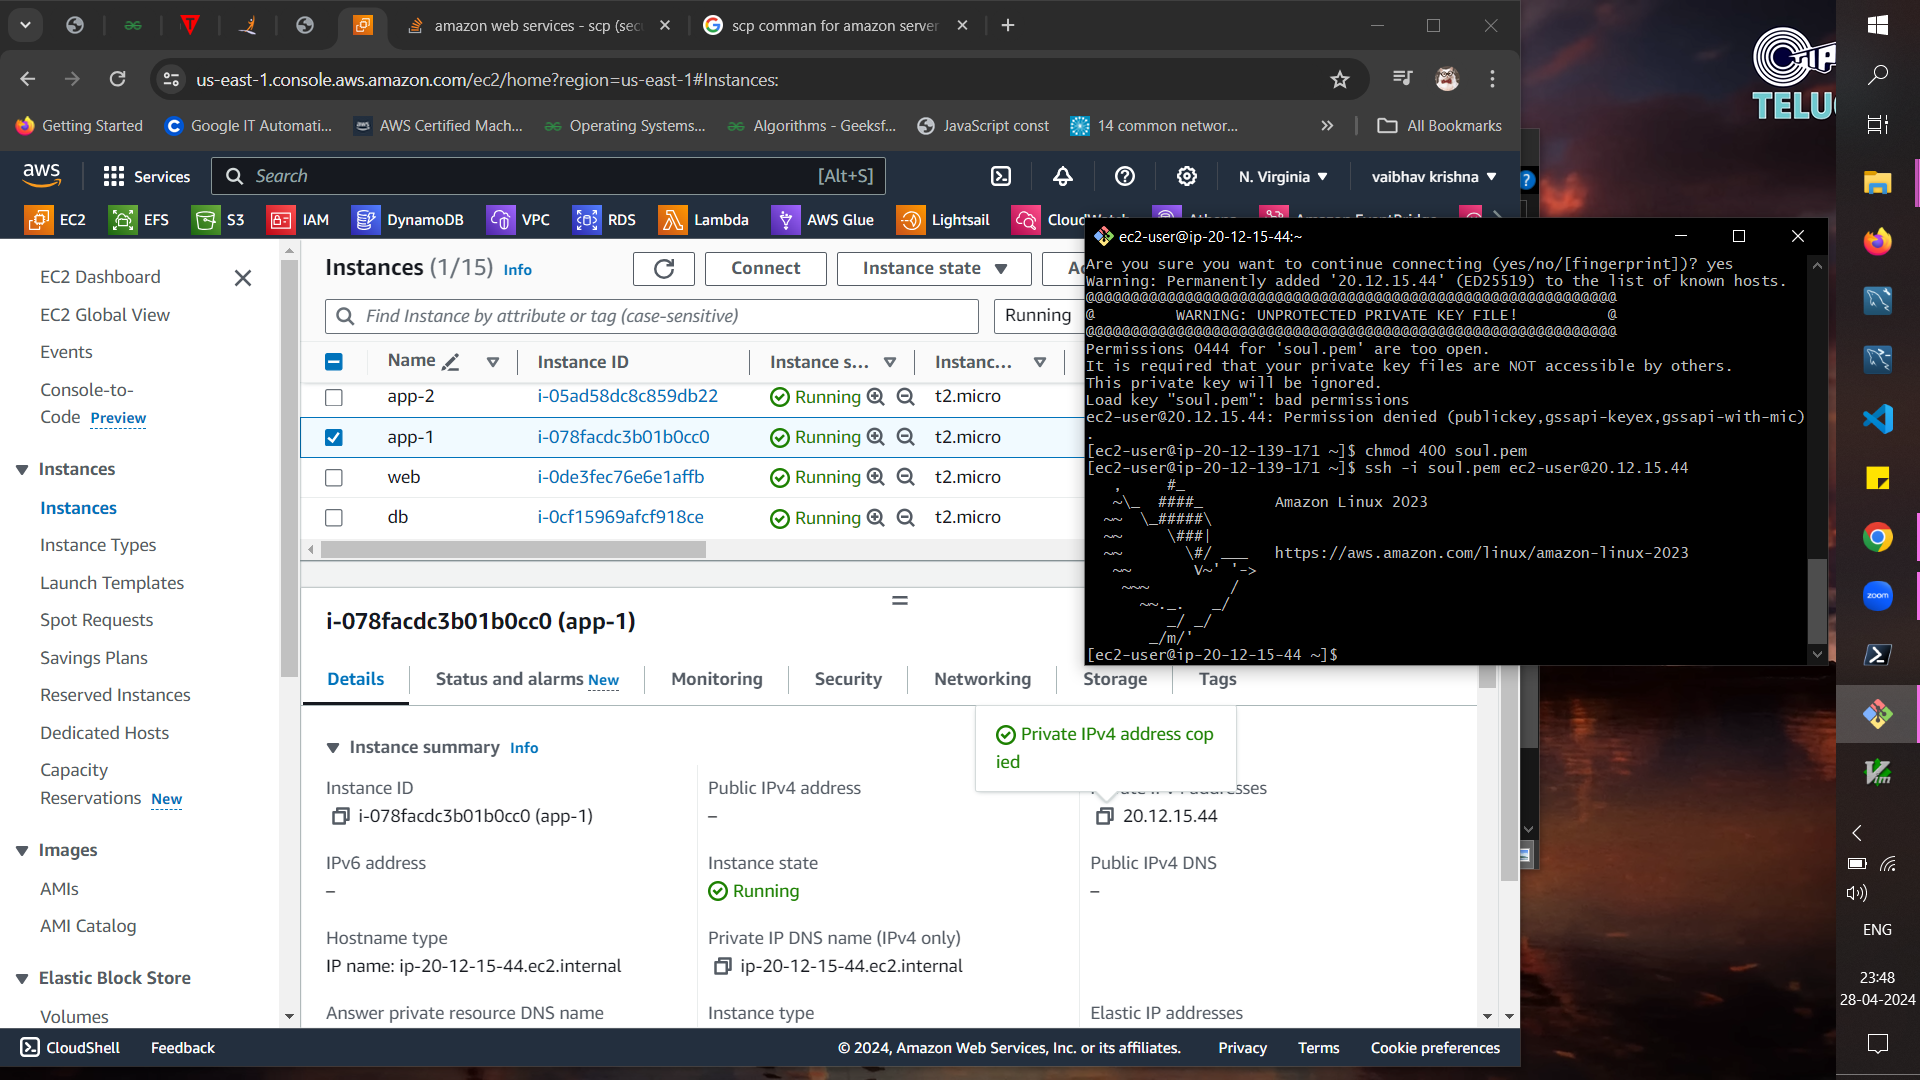 amazon web services - scp (sec
scp comman for amazon server
us-east-1.console.aws.amazon.com/ec2/home?region=us-east-1#Instances:
Getting Started
Google IT Automati...
AWS Certified Mach...
Operating Systems...
Algorithms - Geeksf...
JavaScript const
14 common networ...
All Bookmarks
aws
Services
Search
[Alt+S]
N. Virginia
vaibhav krishna
EC2
EFS
S3
IAM
DynamoDB
VPC
RDS
Lambda
AWS Glue
Lightsail
EC2 Dashboard
EC2 Global View
Events
Console-to-
Code Preview
Instances
Instances
Instance Types
Launch Templates
Spot Requests
Savings Plans
Reserved Instances
Dedicated Hosts
Capacity
Reservations New
Images
AMIs
AMI Catalog
Elastic Block Store
Volumes
Instances (1/15) Info
Connect
Instance state
Find Instance by attribute or tag (case-sensitive)
Running
Name
Instance ID
Instance s...
Instanc...
app-2 i-05ad58dc8c859db22 Running t2.micro
app-1 i-078facdc3b01b0cc0 Running t2.micro
web i-0de3fec76e6e1affb Running t2.micro
db i-0cf15969afcf918ce Running t2.micro
i-078facdc3b01b0cc0 (app-1)
Details
Status and alarms New
Monitoring
Security
Networking
Storage
Tags
Instance summary Info
Private IPv4 address cop
ied
Instance ID
i-078facdc3b01b0cc0 (app-1)
Public IPv4 address
–
20.12.15.44
IPv6 address
–
Instance state
Running
Public IPv4 DNS
–
Hostname type
IP name: ip-20-12-15-44.ec2.internal
Private IP DNS name (IPv4 only)
ip-20-12-15-44.ec2.internal
Answer private resource DNS name
Instance type
Elastic IP addresses
ec2-user@ip-20-12-15-44:~
Are you sure you want to continue connecting (yes/no/[fingerprint])? yes
Warning: Permanently added '20.12.15.44' (ED25519) to the list of known hosts.
@@@@@@@@@@@@@@@@@@@@@@@@@@@@@@@@@@@@@@@@@@@@@@@@@@@@@@@@@@@
@         WARNING: UNPROTECTED PRIVATE KEY FILE!          @
@@@@@@@@@@@@@@@@@@@@@@@@@@@@@@@@@@@@@@@@@@@@@@@@@@@@@@@@@@@
Permissions 0444 for 'soul.pem' are too open.
It is required that your private key files are NOT accessible by others.
This private key will be ignored.
Load key "soul.pem": bad permissions
ec2-user@20.12.15.44: Permission denied (publickey,gssapi-keyex,gssapi-with-mic)
.
[ec2-user@ip-20-12-139-171 ~]$ chmod 400 soul.pem
[ec2-user@ip-20-12-139-171 ~]$ ssh -i soul.pem ec2-user@20.12.15.44
   ,     #_
   ~\_  ####_        Amazon Linux 2023
  ~~  \_#####\
  ~~     \###|
  ~~       \#/ ___   https://aws.amazon.com/linux/amazon-linux-2023
   ~~       V~' '->
    ~~~         /
      ~~._.   _/
         _/ _/
       _/m/'
[ec2-user@ip-20-12-15-44 ~]$
CloudShell
Feedback
© 2024, Amazon Web Services, Inc. or its affiliates.
Privacy
Terms
Cookie preferences
zoom
ENG
23:48
28-04-2024